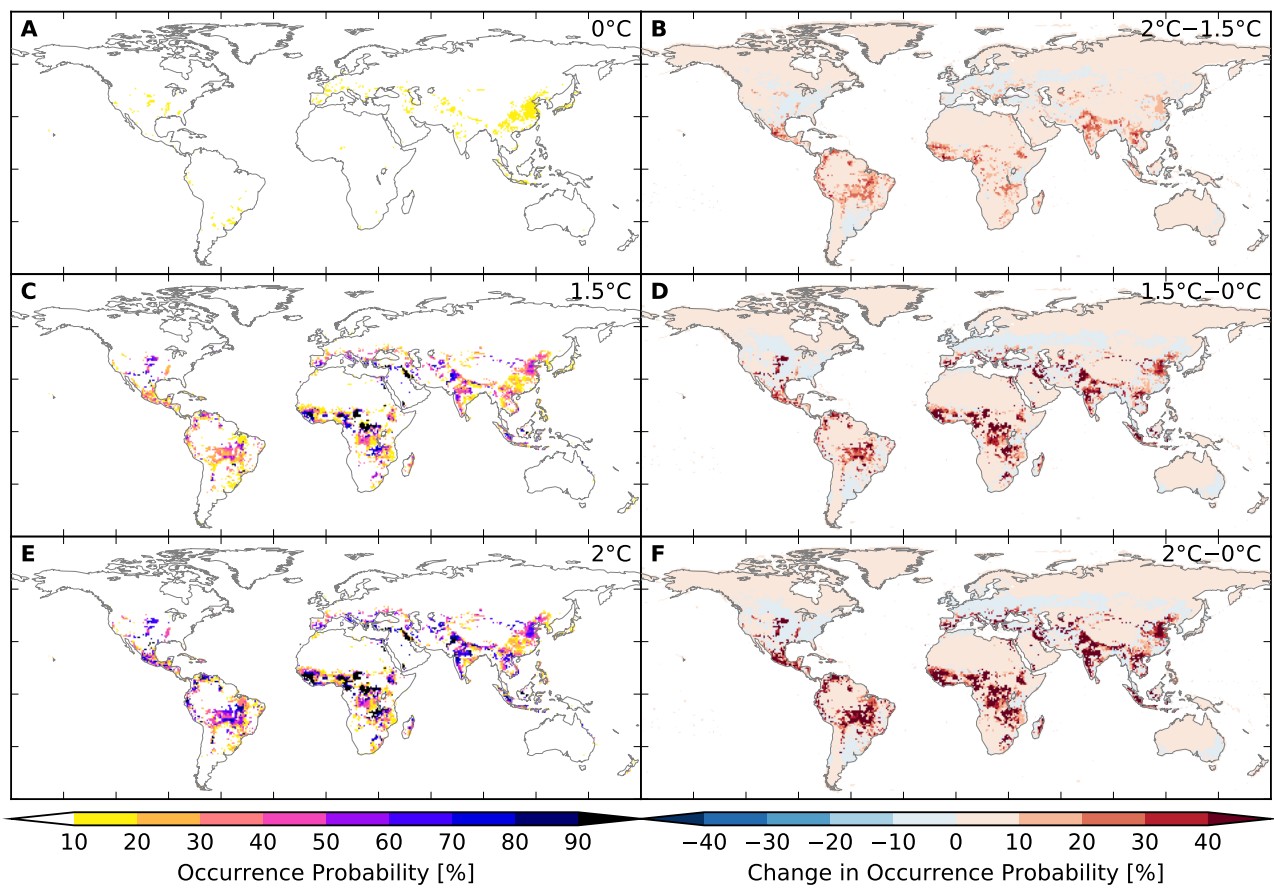 A 0°C
B 2°C−1.5°C
C 1.5°C
D 1.5°C−0°C
E 2°C
F 2°C−0°C
10 20 30 40 50 60 70 80 90
Occurrence Probability [%]
−40 −30 −20 −10 0 10 20 30 40
Change in Occurrence Probability [%]